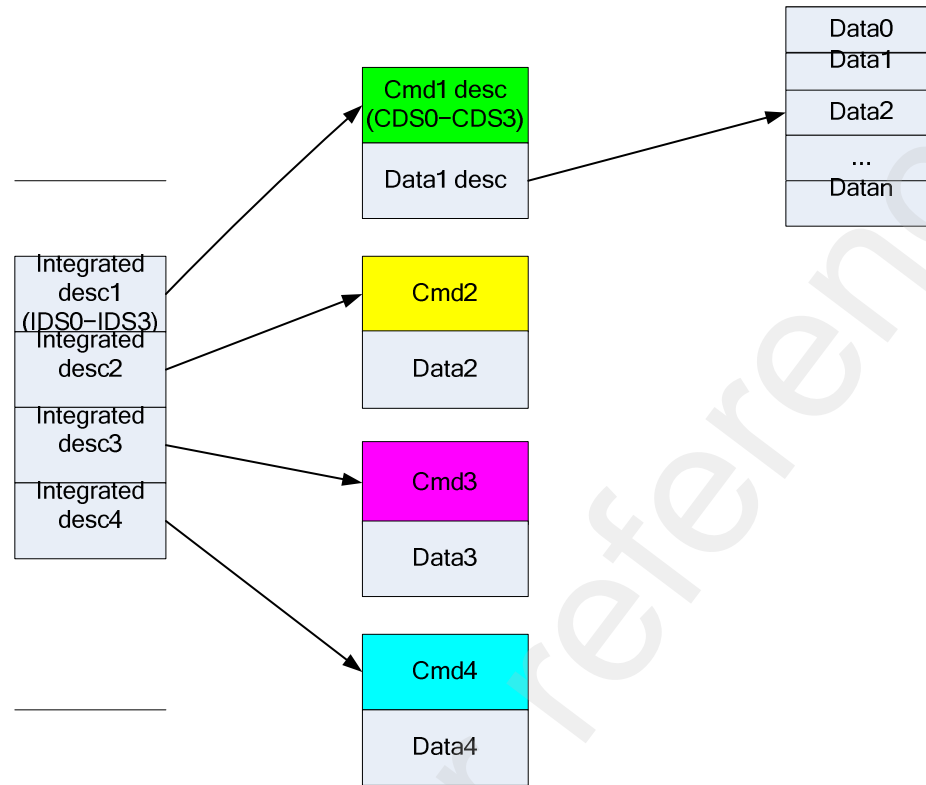 Integrated
desc1
(IDS0-IDS3)
Integrated
desc2
Integrated
desc3
Integrated
desc4
Cmd1 desc
(CDS0-CDS3)
Data1 desc
Cmd2
Data2
Cmd3
Data3
Cmd4
Data4
Data0
Data1
Data2
...
Datan
r referenc